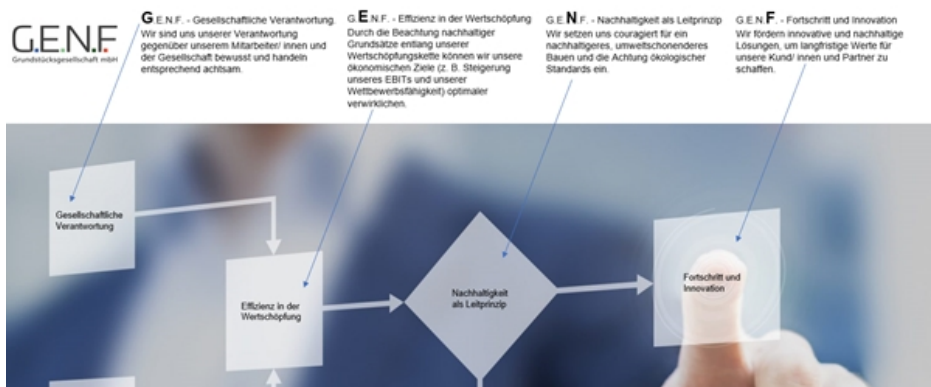 G.E.N.F
Grundstücksgesellschaft mbH
G.E.N.F. - Gesellschaftliche Verantwortung.
Wir sind uns unserer Verantwortung
gegenüber unserem Mitarbeiter/ innen und
der Gesellschaft bewusst und handeln
entsprechend achtsam.
G.E.N.F. - Effizienz in der Wertschöpfung
Durch die Beachtung nachhaltiger
Grundsätze entlang unserer
Wertschöpfungskette können wir unsere
ökonomischen Ziele (z. B. Steigerung
unseres EBITs und unserer
Wettbewerbsfähigkeit) optimaler
verwirklichen.
G.E.N.F. - Nachhaltigkeit als Leitprinzip
Wir setzen uns couragiert für ein
nachhaltigeres, umweltschonenderes
Bauen und die Achtung ökologischer
Standards ein.
G.E.N.F. - Fortschritt und Innovation
Wir fördern innovative und nachhaltige
Lösungen, um langfristige Werte für
unsere Kund/ innen und Partner zu
schaffen.
Gesellschaftliche
Verantwortung
Effizienz in der
Wertschöpfung
Nachhaltigkeit
als Leitprinzip
Fortschritt und
Innovation